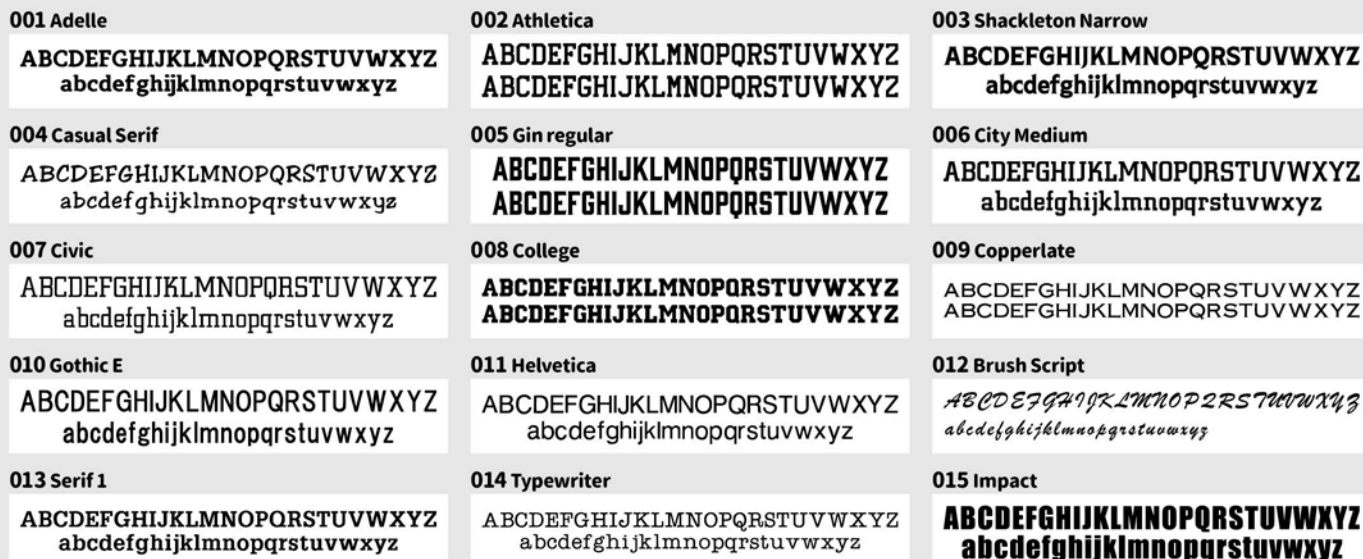 001 Adelle
ABCDEFGHIJKLMNOPQRSTUVWXYZ
abcdefghijklmnopqrstuvwxyz
002 Athletica
ABCDEFGHIJKLMNOPQRSTUVWXYZ
ABCDEFGHIJKLMNOPQRSTUVWXYZ
003 Shackleton Narrow
ABCDEFGHIJKLMNOPQRSTUVWXYZ
abcdefghijklmnopqrstuvwxyz
004 Casual Serif
ABCDEFGHIJKLMNOPQRSTUVWXYZ
abcdefghijklmnopqrstuvwxyz
005 Gin regular
ABCDEFGHIJKLMNOPQRSTUVWXYZ
ABCDEFGHIJKLMNOPQRSTUVWXYZ
006 City Medium
ABCDEFGHIJKLMNOPQRSTUVWXYZ
abcdefghijklmnopqrstuvwxyz
007 Civic
ABCDEFGHIJKLMNOPQRSTUVWXYZ
abcdefghijklmnopqrstuvwxyz
008 College
ABCDEFGHIJKLMNOPQRSTUVWXYZ
ABCDEFGHIJKLMNOPQRSTUVWXYZ
009 Copperlate
ABCDEFGHIJKLMNOPQRSTUVWXYZ
ABCDEFGHIJKLMNOPQRSTUVWXYZ
010 Gothic E
ABCDEFGHIJKLMNOPQRSTUVWXYZ
abcdefghijklmnopqrstuvwxyz
011 Helvetica
ABCDEFGHIJKLMNOPQRSTUVWXYZ
abcdefghijklmnopqrstuvwxyz
012 Brush Script
ABCDEFGHIJKLMNOPQRSTUVWXYZ
abcdefghijklmnopqrstuvwxyz
013 Serif 1
ABCDEFGHIJKLMNOPQRSTUVWXYZ
abcdefghijklmnopqrstuvwxyz
014 Typewriter
ABCDEFGHIJKLMNOPQRSTUVWXYZ
abcdefghijklmnopqrstuvwxyz
015 Impact
ABCDEFGHIJKLMNOPQRSTUVWXYZ
abcdefghijklmnopqrstuvwxyz